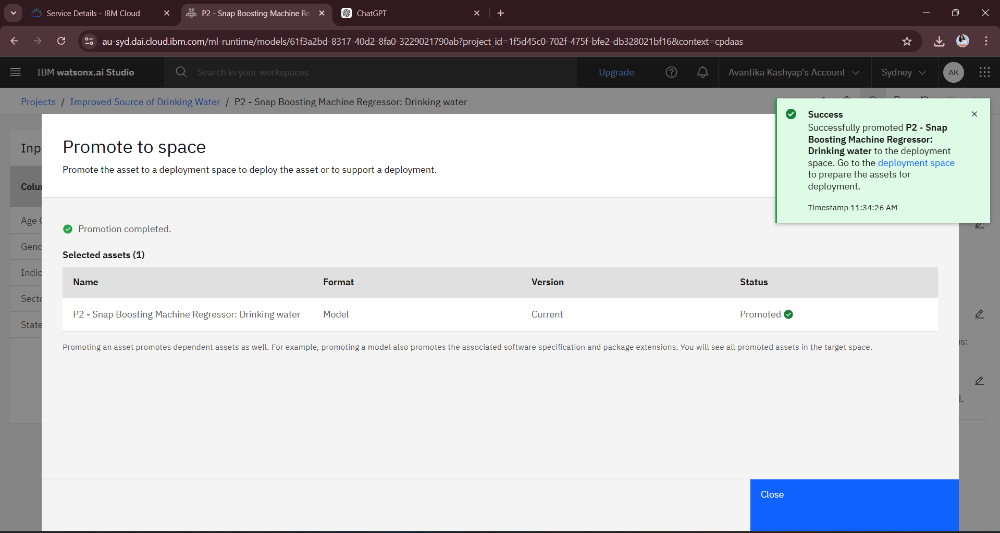 Service Details - IBM Cloud
P2 - Snap Boosting Machine Re
ChatGPT
au-syd.dai.cloud.ibm.com/ml-runtime/models/61f3a2bd-8317-40d2-8fa0-3229021790ab?project_id=1f5d45c0-702f-475f-bfe2-db328021bf16&context=cpdaas
IBM watsonx.ai Studio
Search in your workspaces
Upgrade
Avantika Kashyap's Account
Sydney
AK
Projects / Improved Source of Drinking Water / P2 - Snap Boosting Machine Regressor: Drinking water
Success
Successfully promoted P2 - Snap
Boosting Machine Regressor:
Drinking water to the deployment
space. Go to the deployment space
to prepare the assets for
deployment.
Timestamp 11:34:26 AM
Inp
Colu
Age
Gend
Indic
Secto
State
Promote to space
Promote the asset to a deployment space to deploy the asset or to support a deployment.
Promotion completed.
Selected assets (1)
Name Format Version Status
P2 - Snap Boosting Machine Regressor: Drinking water Model Current Promoted
Promoting an asset promotes dependent assets as well. For example, promoting a model also promotes the associated software specification and package extensions. You will see all promoted assets in the target space.
s:
d.
Close